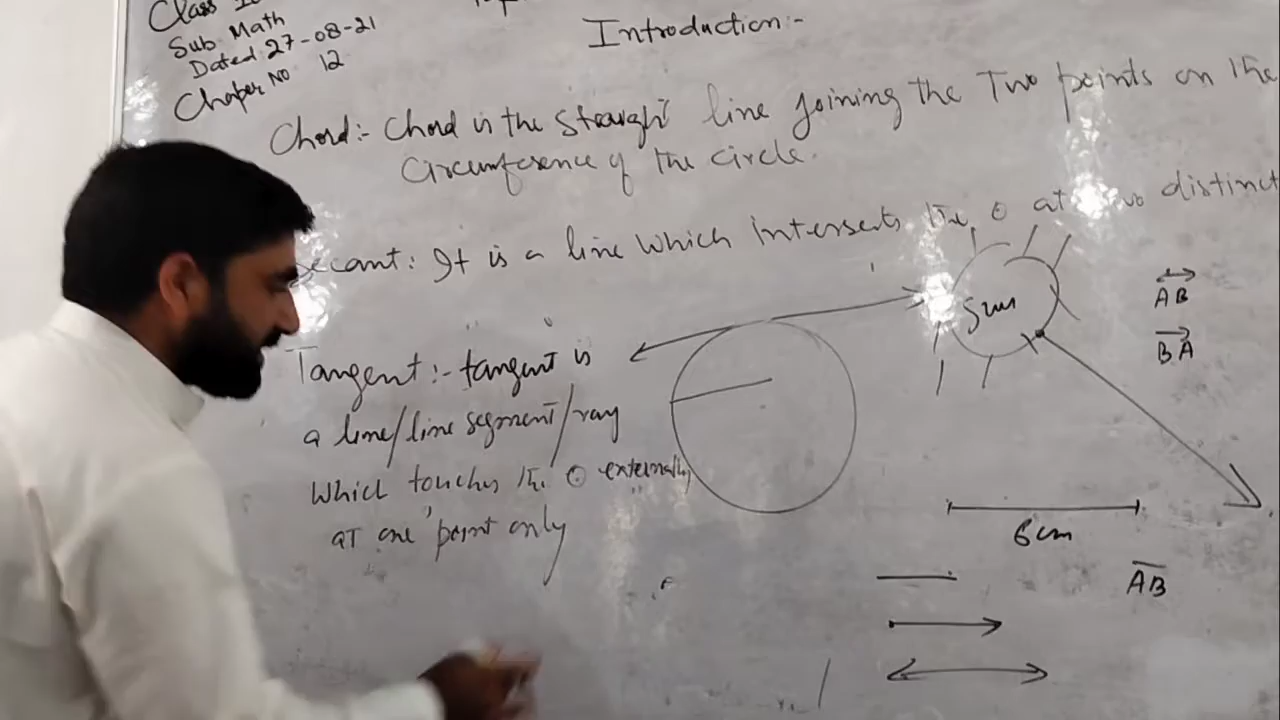 Class
Sub Math
Dated 27-08-21
Chapter No 12
Introduction:-
Chord:- Chord is the straight line joining the Two points on the
Circumference of the circle.
ecant: It is a line which intersects the ⊙ at two distinct
Tangent:- tangent is
a line/line segment/ray
which touches the ⊙ externally
at one point only
Sun
AB
BA
6cm
AB